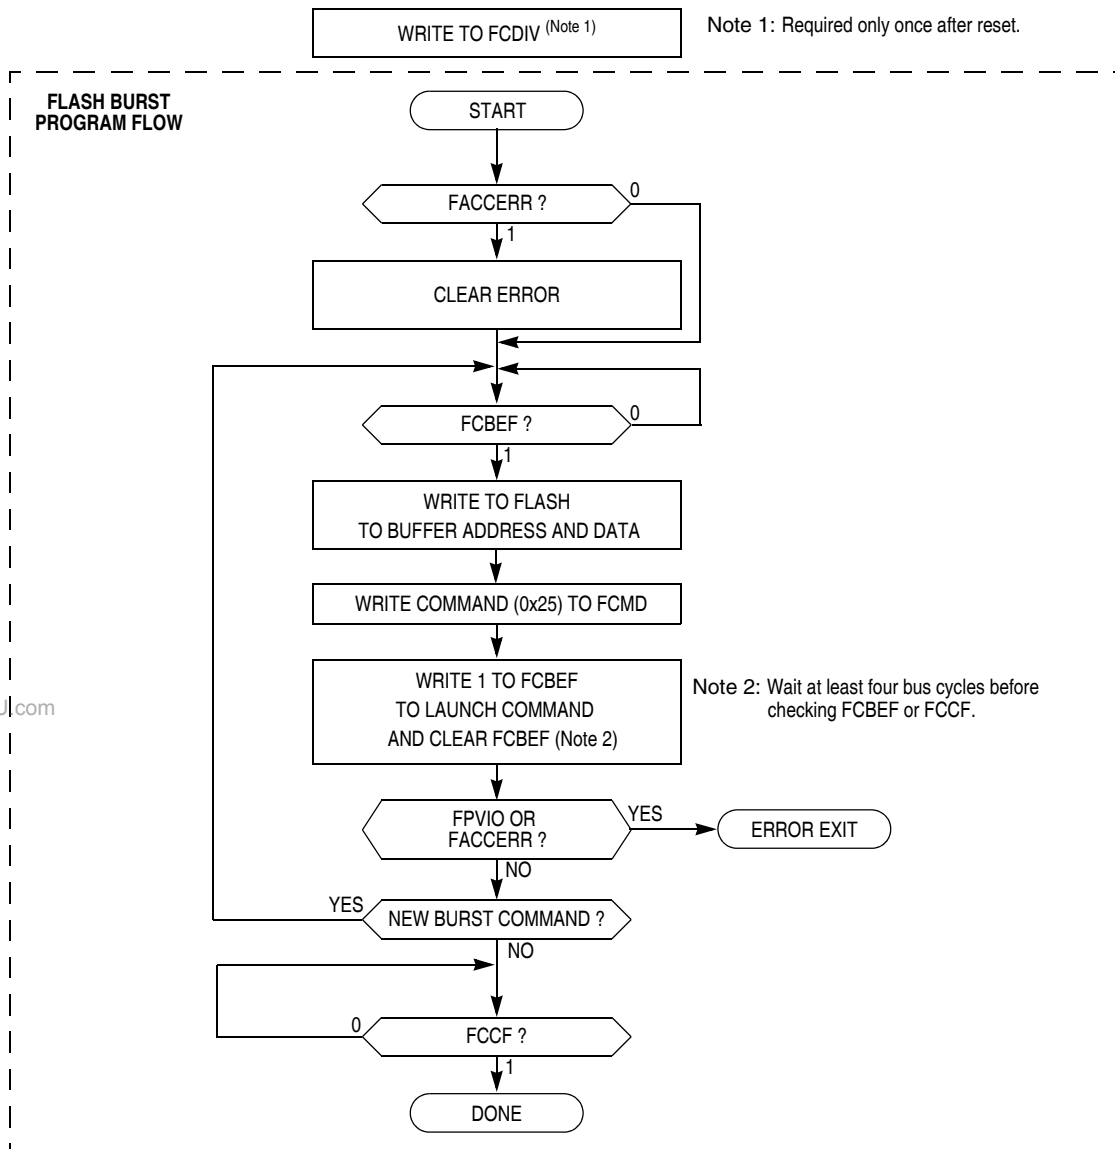 WRITE TO FCDIV (Note 1)
Note 1: Required only once after reset.
FLASH BURST
PROGRAM FLOW
START
FACCERR ?
0
1
CLEAR ERROR
FCBEF ?
0
1
WRITE TO FLASH
TO BUFFER ADDRESS AND DATA
WRITE COMMAND (0x25) TO FCMD
WRITE 1 TO FCBEF
TO LAUNCH COMMAND
AND CLEAR FCBEF (Note 2)
Note 2: Wait at least four bus cycles before
checking FCBEF or FCCF.
.com
FPVIO OR
FACCERR ?
YES
ERROR EXIT
NO
YES
NEW BURST COMMAND ?
NO
0
FCCF ?
1
DONE